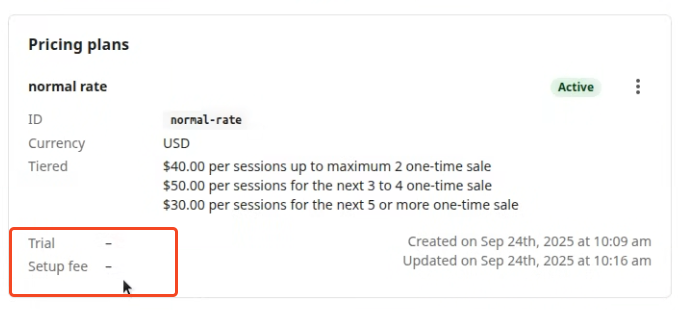 Pricing plans
normal rate Active
ID normal-rate
Currency USD
Tiered $40.00 per sessions up to maximum 2 one-time sale
$50.00 per sessions for the next 3 to 4 one-time sale
$30.00 per sessions for the next 5 or more one-time sale
Trial – Created on Sep 24th, 2025 at 10:09 am
Setup fee – Updated on Sep 24th, 2025 at 10:16 am